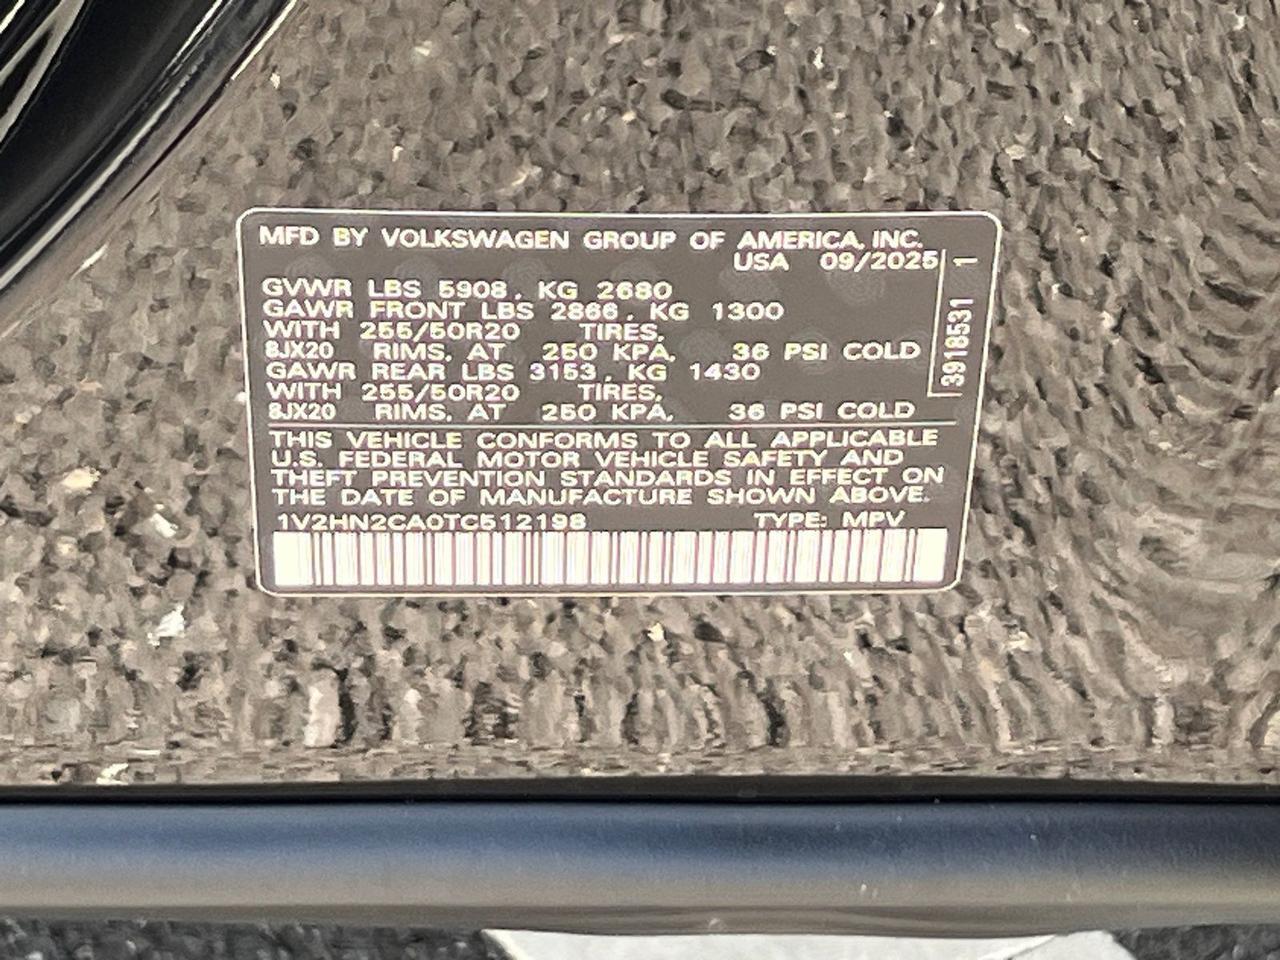 MFD BY VOLKSWAGEN GROUP OF AMERICA, INC.
USA 09/2025
GVWR LBS 5908, KG 2680
GAWR FRONT LBS 2866, KG 1300
WITH 255/50R20 TIRES,
8JX20 RIMS, AT 250 KPA, 36 PSI COLD
GAWR REAR LBS 3153, KG 1430
WITH 255/50R20 TIRES,
8JX20 RIMS, AT 250 KPA, 36 PSI COLD
3918531 1
THIS VEHICLE CONFORMS TO ALL APPLICABLE
U.S. FEDERAL MOTOR VEHICLE SAFETY AND
THEFT PREVENTION STANDARDS IN EFFECT ON
THE DATE OF MANUFACTURE SHOWN ABOVE.
1V2HN2CA0TC512198 TYPE: MPV